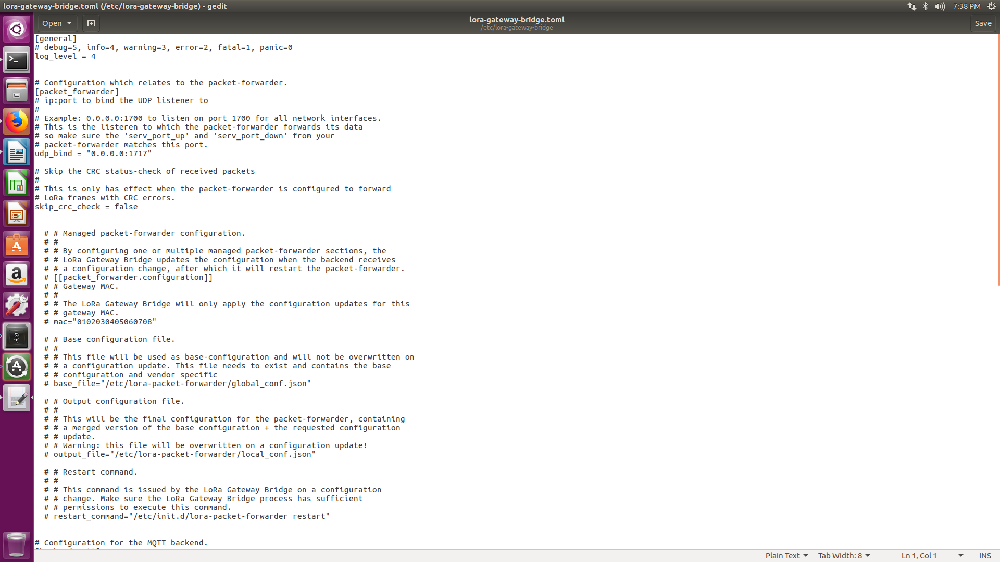 lora-gateway-bridge.toml (/etc/lora-gateway-bridge) - gedit
7:38 PM
Open
lora-gateway-bridge.toml
/etc/lora-gateway-bridge
Save
[general]
# debug=5, info=4, warning=3, error=2, fatal=1, panic=0
log_level = 4
# Configuration which relates to the packet-forwarder.
[packet_forwarder]
# ip:port to bind the UDP listener to
#
# Example: 0.0.0.0:1700 to listen on port 1700 for all network interfaces.
# This is the listeren to which the packet-forwarder forwards its data
# so make sure the 'serv_port_up' and 'serv_port_down' from your
# packet-forwarder matches this port.
udp_bind = "0.0.0.0:1717"
# Skip the CRC status-check of received packets
#
# This is only has effect when the packet-forwarder is configured to forward
# LoRa frames with CRC errors.
skip_crc_check = false
# # Managed packet-forwarder configuration.
# #
# # By configuring one or multiple managed packet-forwarder sections, the
# # LoRa Gateway Bridge updates the configuration when the backend receives
# # a configuration change, after which it will restart the packet-forwarder.
# [[packet_forwarder.configuration]]
# # Gateway MAC.
# #
# # The LoRa Gateway Bridge will only apply the configuration updates for this
# # gateway MAC.
# mac="0102030405060708"
# # Base configuration file.
# #
# # This file will be used as base-configuration and will not be overwritten on
# # a configuration update. This file needs to exist and contains the base
# # configuration and vendor specific
# base_file="/etc/lora-packet-forwarder/global_conf.json"
# # Output configuration file.
# #
# # This will be the final configuration for the packet-forwarder, containing
# # a merged version of the base configuration + the requested configuration
# # update.
# # Warning: this file will be overwritten on a configuration update!
# output_file="/etc/lora-packet-forwarder/local_conf.json"
# # Restart command.
# #
# # This command is issued by the LoRa Gateway Bridge on a configuration
# # change. Make sure the LoRa Gateway Bridge process has sufficient
# # permissions to execute this command.
# restart_command="/etc/init.d/lora-packet-forwarder restart"
# Configuration for the MQTT backend.
Plain Text
Tab Width: 8
Ln 1, Col 1
INS